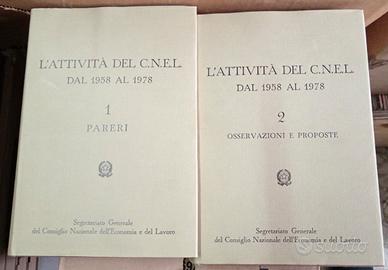 L'ATTIVITÀ DEL C.N.E.L.
DAL 1958 AL 1978
1
PARERI
Segretariato Generale
del Consiglio Nazionale dell'Economia e del Lavoro
L'ATTIVITÀ DEL C.N.E.L.
DAL 1958 AL 1978
2
OSSERVAZIONI E PROPOSTE
Segretariato Generale
del Consiglio Nazionale dell'Economia e del Lavoro
subito